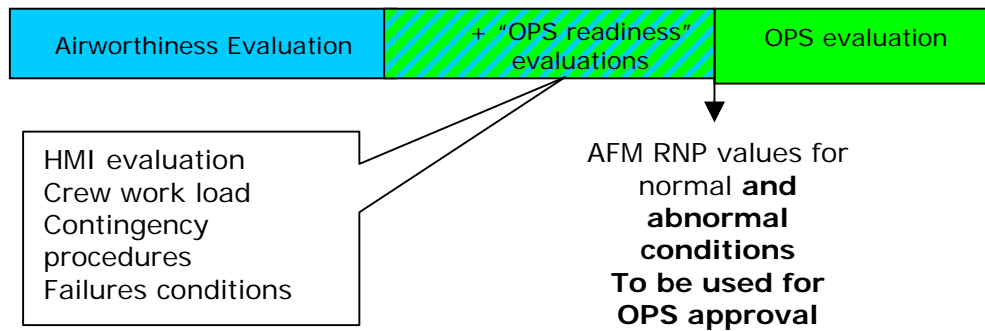 Airworthiness Evaluation
+ "OPS readiness"
evaluations
OPS evaluation
HMI evaluation
Crew work load
Contingency
procedures
Failures conditions
AFM RNP values for
normal and
abnormal
conditions
To be used for
OPS approval